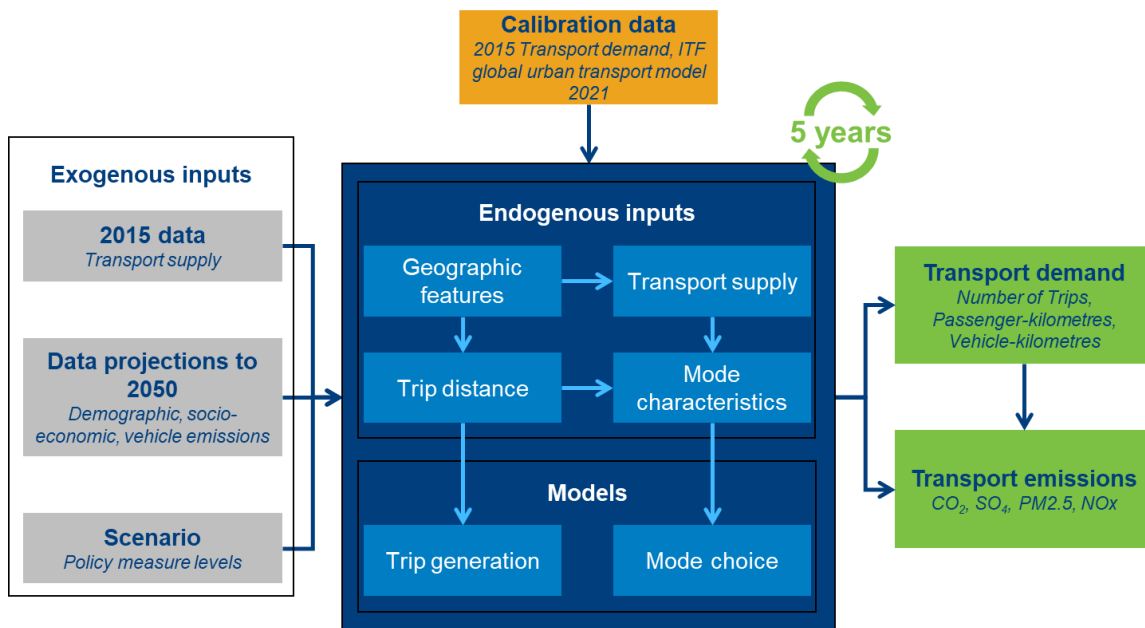 Calibration data
2015 Transport demand, ITF
global urban transport model
2021
5 years
Exogenous inputs
2015 data
Transport supply
Data projections to
2050
Demographic, socio-
economic, vehicle emissions
Scenario
Policy measure levels
Endogenous inputs
Geographic
features
Transport supply
Trip distance
Mode
characteristics
Models
Trip generation
Mode choice
Transport demand
Number of Trips,
Passenger-kilometres,
Vehicle-kilometres
Transport emissions
CO₂, SO₄, PM2.5, NOx